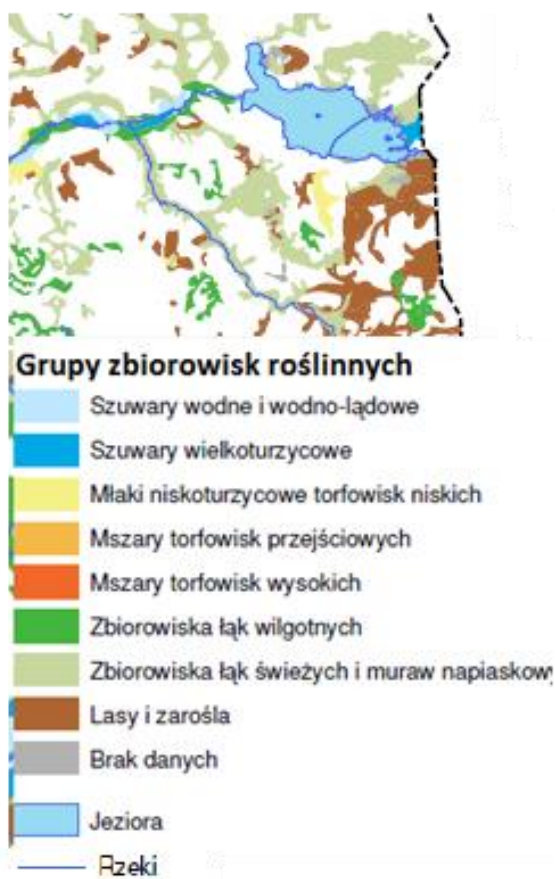 Grupy zbiorowisk roślinnych
Szuwary wodne i wodno-lądowe
Szuwary wielkoturzycowe
Młaki niskoturzycowe torfowisk niskich
Mszary torfowisk przejściowych
Mszary torfowisk wysokich
Zbiorowiska łąk wilgotnych
Zbiorowiska łąk świeżych i muraw napiaskowy
Lasy i zarośla
Brak danych
Jeziora
Rzeki